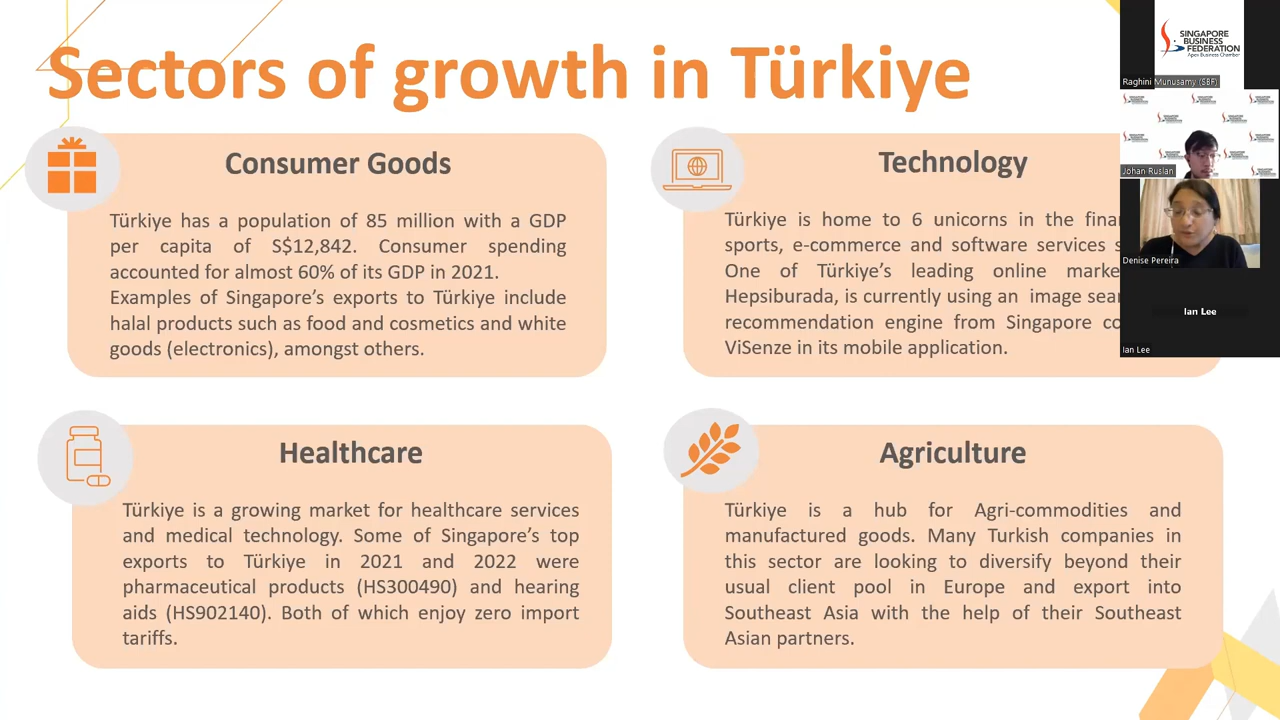 Sectors of growth in Türkiye
Consumer Goods
Türkiye has a population of 85 million with a GDP
per capita of S$12,842. Consumer spending
accounted for almost 60% of its GDP in 2021.
Examples of Singapore's exports to Türkiye include
halal products such as food and cosmetics and white
goods (electronics), amongst others.
Technology
Türkiye is home to 6 unicorns in the
sports, e-commerce and software services
One of Türkiye's leading online
Hepsiburada, is currently using an image
recommendation engine from Singapore
ViSenze in its mobile application.
Healthcare
Türkiye is a growing market for healthcare services
and medical technology. Some of Singapore's top
exports to Türkiye in 2021 and 2022 were
pharmaceutical products (HS300490) and hearing
aids (HS902140). Both of which enjoy zero import
tariffs.
Agriculture
Türkiye is a hub for Agri-commodities and
manufactured goods. Many Turkish companies in
this sector are looking to diversify beyond their
usual client pool in Europe and export into
Southeast Asia with the help of their Southeast
Asian partners.
SINGAPORE
BUSINESS
FEDERATION
Apex Business Chamber
Raghini Munusamy (SBF)
Johan Ruslan
Denise Pereira
Ian Lee
Ian Lee